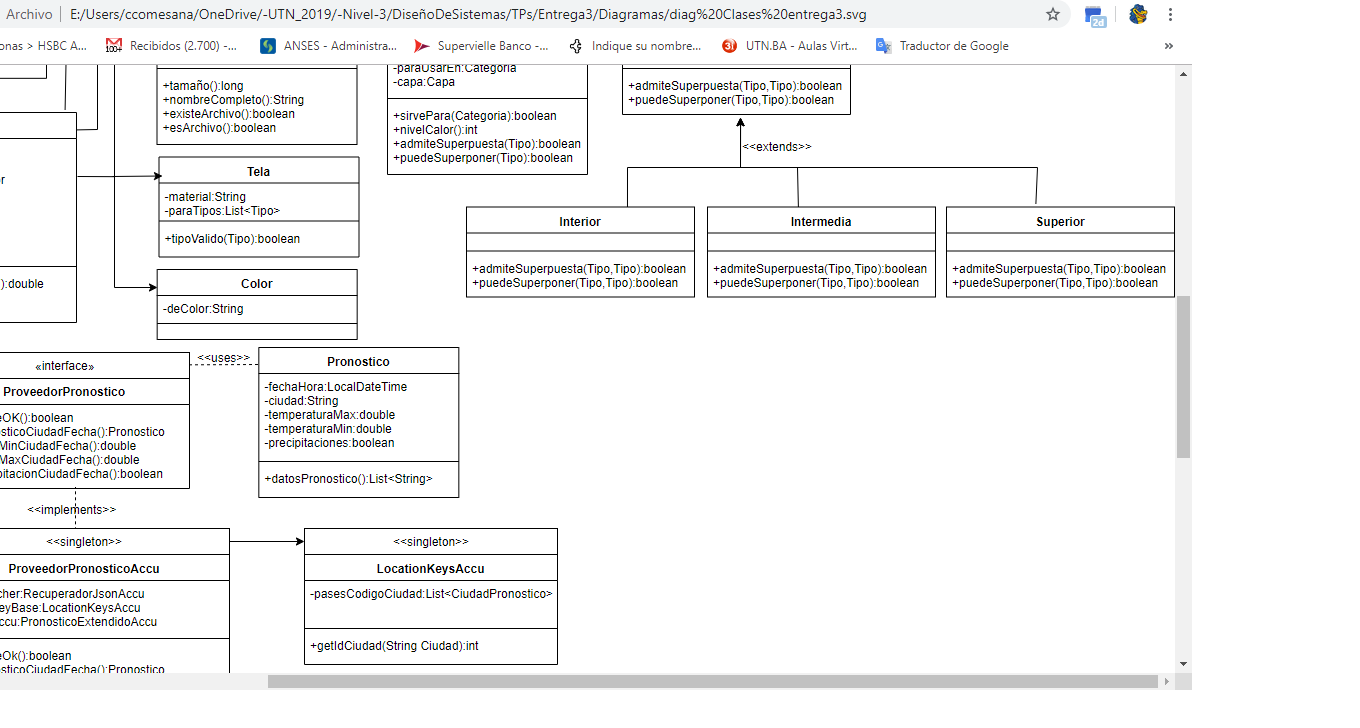 Archivo E:/Users/ccomesana/OneDrive/-UTN_2019/-Nivel-3/DiseñoDeSistemas/TPs/Entrega3/Diagramas/diag%20Clases%20entrega3.svg
2d
onas > HSBC A... Recibidos (2.700) -... ANSES - Administra... Supervielle Banco -... Indique su nombre... UTN.BA - Aulas Virt... Traductor de Google »
+tamaño():long
+nombreCompleto():String
+existeArchivo():boolean
+esArchivo():boolean
-paraUsarEn:Categoria
-capa:Capa
+sirvePara(Categoria):boolean
+nivelCalor():int
+admiteSuperpuesta(Tipo):boolean
+puedeSuperponer(Tipo):boolean
+admiteSuperpuesta(Tipo,Tipo):boolean
+puedeSuperponer(Tipo,Tipo):boolean
<<extends>>
or
):double
Tela
-material:String
-paraTipos:List<Tipo>
+tipoValido(Tipo):boolean
Interior
+admiteSuperpuesta(Tipo,Tipo):boolean
+puedeSuperponer(Tipo,Tipo):boolean
Intermedia
+admiteSuperpuesta(Tipo,Tipo):boolean
+puedeSuperponer(Tipo,Tipo):boolean
Superior
+admiteSuperpuesta(Tipo,Tipo):boolean
+puedeSuperponer(Tipo,Tipo):boolean
Color
-deColor:String
«interface»
ProveedorPronostico
eOK():boolean
osticoCiudadFecha():Pronostico
MinCiudadFecha():double
MaxCiudadFecha():double
pitacionCiudadFecha():boolean
<<uses>>
Pronostico
-fechaHora:LocalDateTime
-ciudad:String
-temperaturaMax:double
-temperaturaMin:double
-precipitaciones:boolean
+datosPronostico():List<String>
<<implements>>
<<singleton>>
ProveedorPronosticoAccu
cher:RecuperadorJsonAccu
eyBase:LocationKeysAccu
ccu:PronosticoExtendidoAccu
eOk():boolean
osticoCiudadFecha():Pronostico
<<singleton>>
LocationKeysAccu
-pasesCodigoCiudad:List<CiudadPronostico>
+getIdCiudad(String Ciudad):int